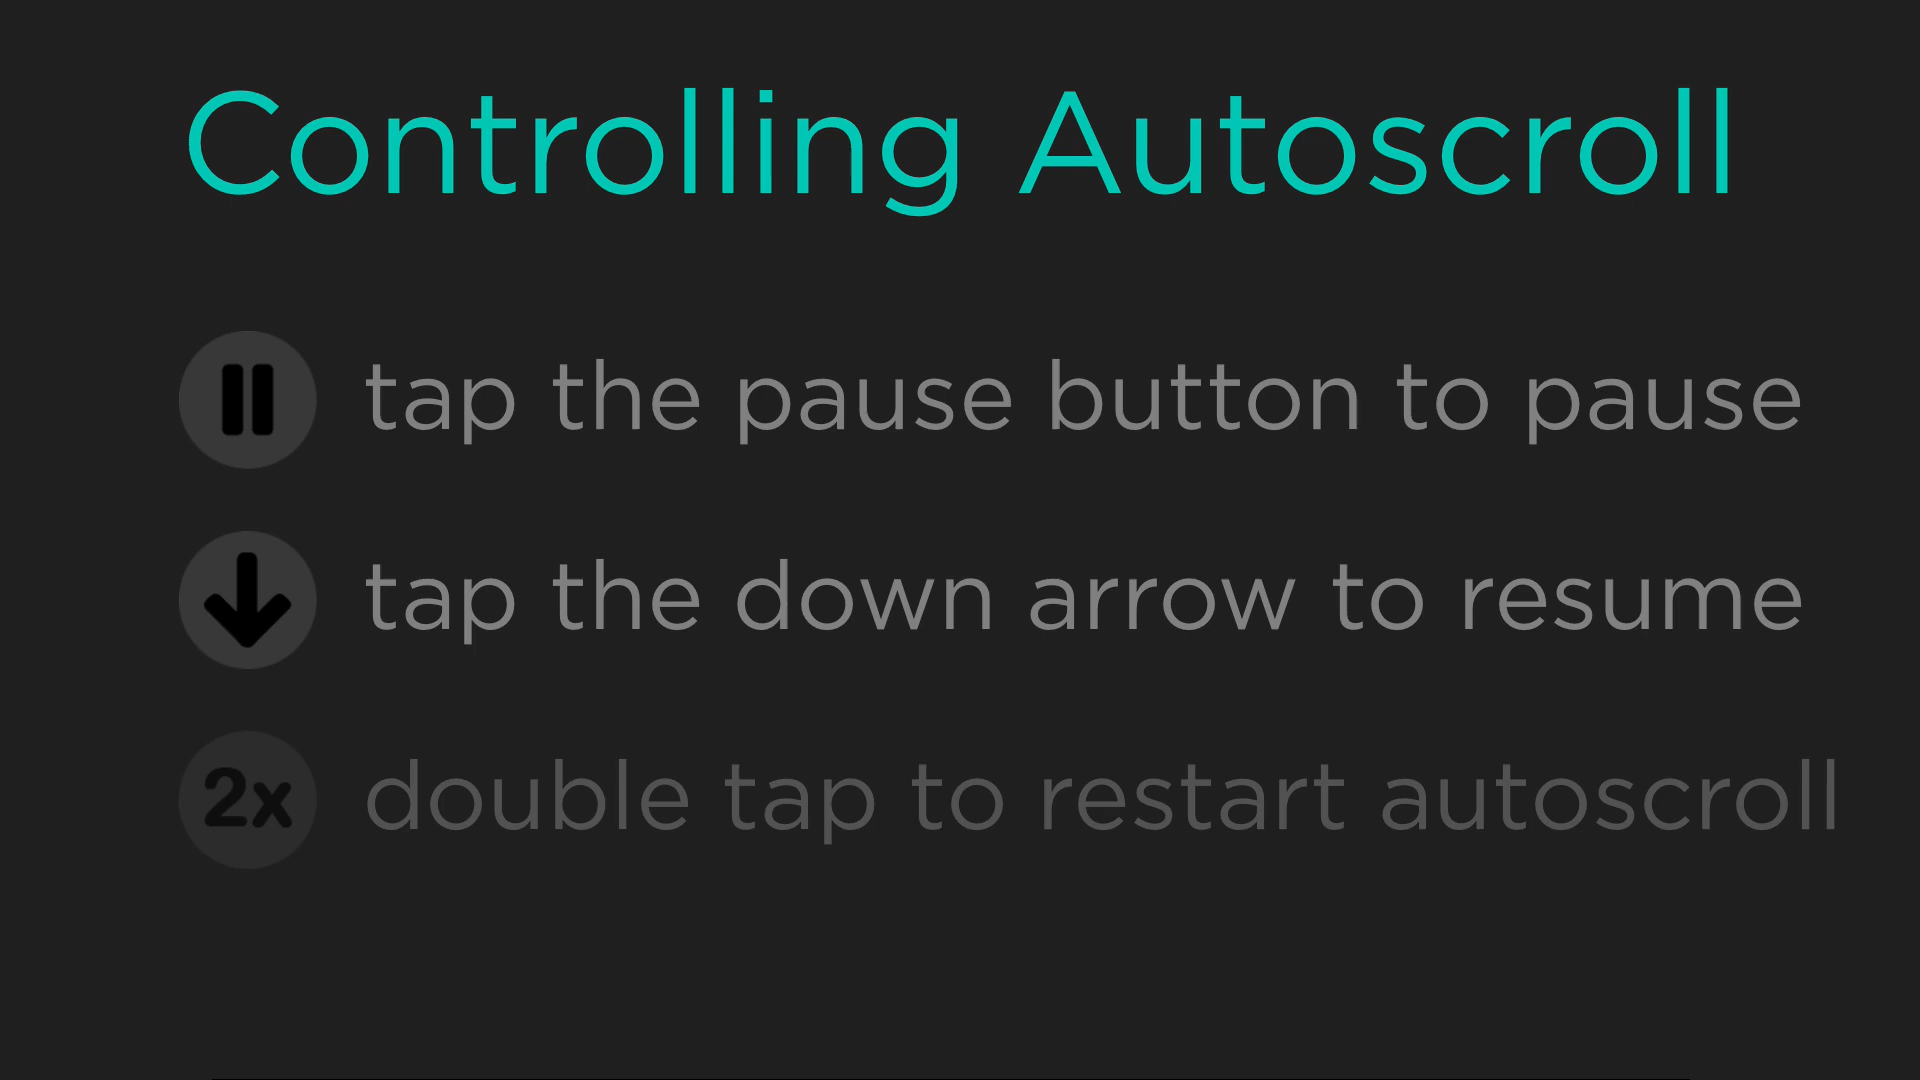 Controlling Autoscroll
tap the pause button to pause
tap the down arrow to resume
2x double tap to restart autoscroll